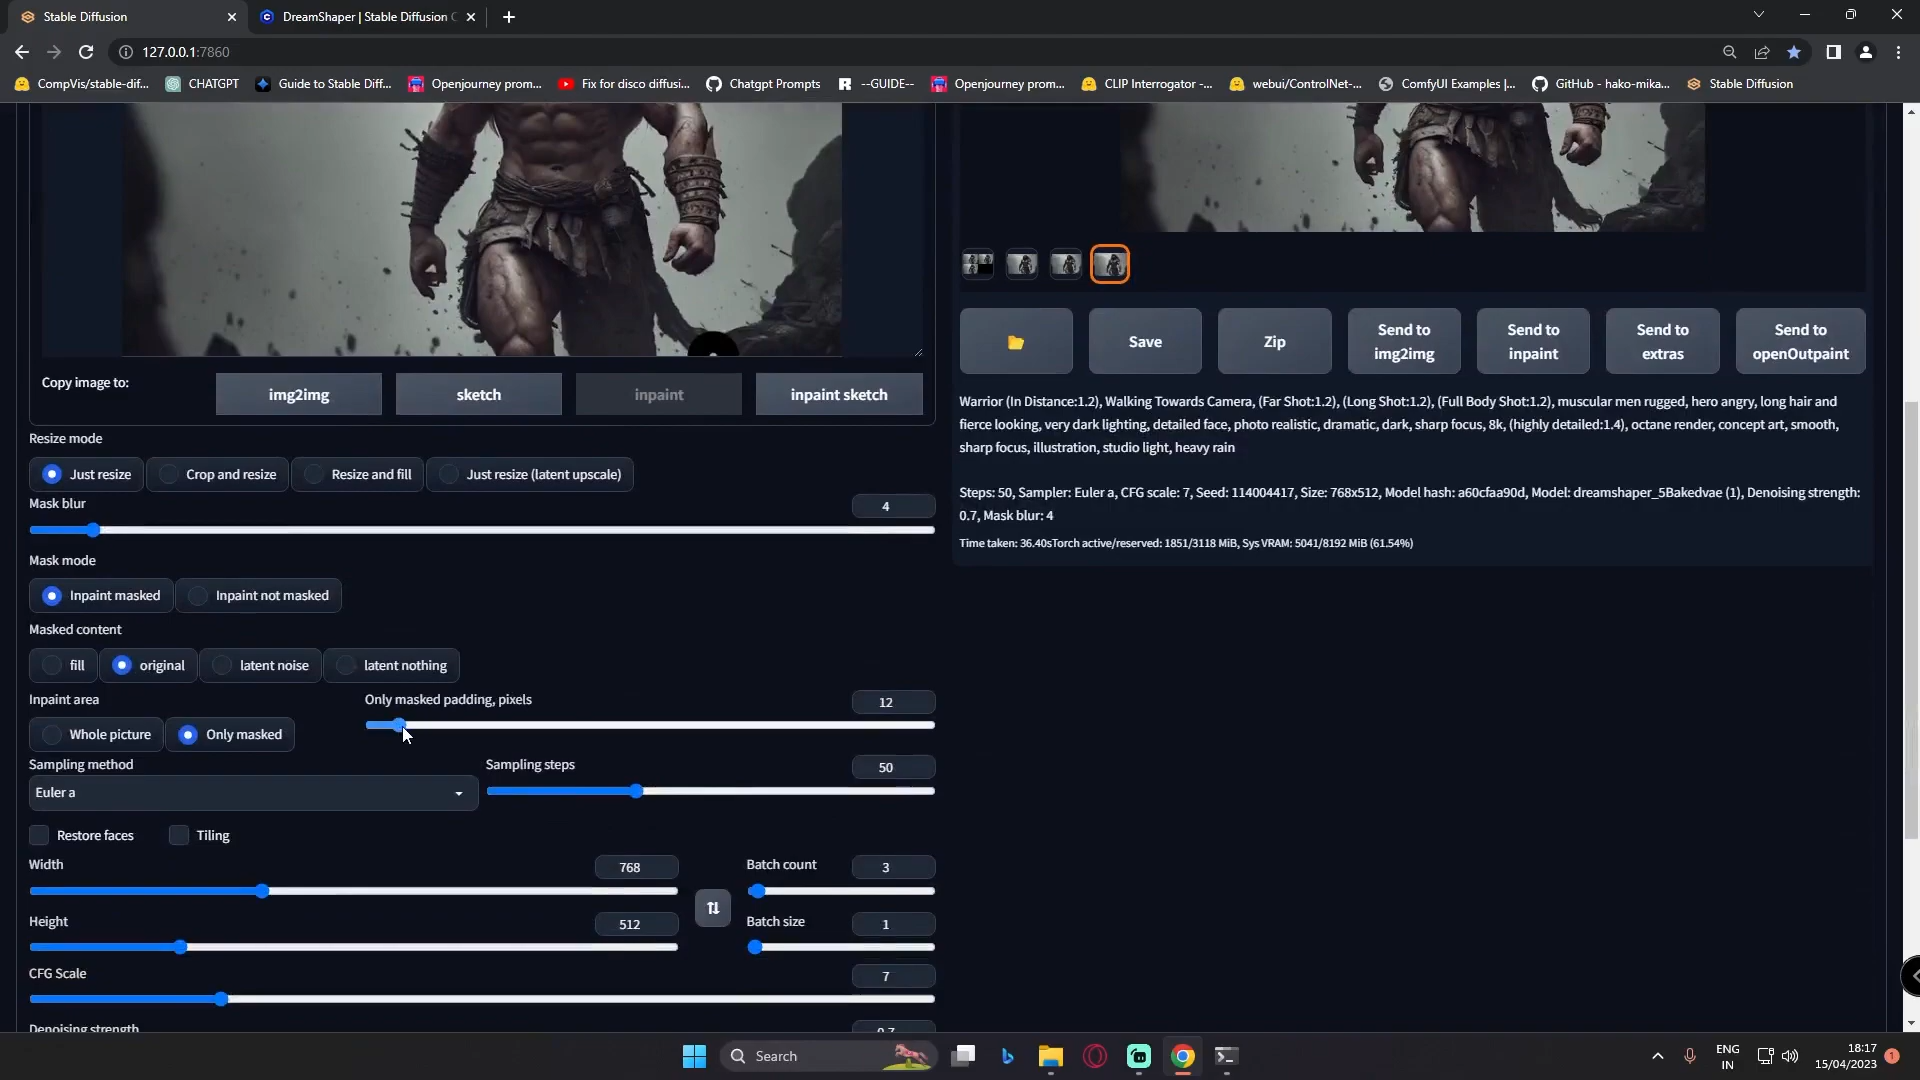 Stable Diffusion
DreamShaper | Stable Diffusion C
127.0.0.1:7860
CompVis/stable-dif...
CHATGPT
Guide to Stable Diff...
Openjourney prom...
Fix for disco diffusi...
Chatgpt Prompts
--GUIDE--
Openjourney prom...
CLIP Interrogator -...
webui/ControlNet-...
ComfyUI Examples |...
GitHub - hako-mika...
Stable Diffusion
Copy image to:
img2img
sketch
inpaint
inpaint sketch
Resize mode
Just resize
Crop and resize
Resize and fill
Just resize (latent upscale)
Mask blur
4
Mask mode
Inpaint masked
Inpaint not masked
Masked content
fill
original
latent noise
latent nothing
Inpaint area
Whole picture
Only masked
Only masked padding, pixels
12
Sampling method
Euler a
Sampling steps
50
Restore faces
Tiling
Width
768
Height
512
Batch count
3
Batch size
1
CFG Scale
7
Denoising strength
0.7
Save
Zip
Send to
img2img
Send to
inpaint
Send to
extras
Send to
openOutpaint
Warrior (In Distance:1.2), Walking Towards Camera, (Far Shot:1.2), (Long Shot:1.2), (Full Body Shot:1.2), muscular men rugged, hero angry, long hair and
fierce looking, very dark lighting, detailed face, photo realistic, dramatic, dark, sharp focus, 8k, (highly detailed:1.4), octane render, concept art, smooth,
sharp focus, illustration, studio light, heavy rain
Steps: 50, Sampler: Euler a, CFG scale: 7, Seed: 114004417, Size: 768x512, Model hash: a60cfaa90d, Model: dreamshaper_5Bakedvae (1), Denoising strength:
0.7, Mask blur: 4
Time taken: 36.40sTorch active/reserved: 1851/3118 MiB, Sys VRAM: 5041/8192 MiB (61.54%)
Search
ENG
IN
18:17
15/04/2023
1